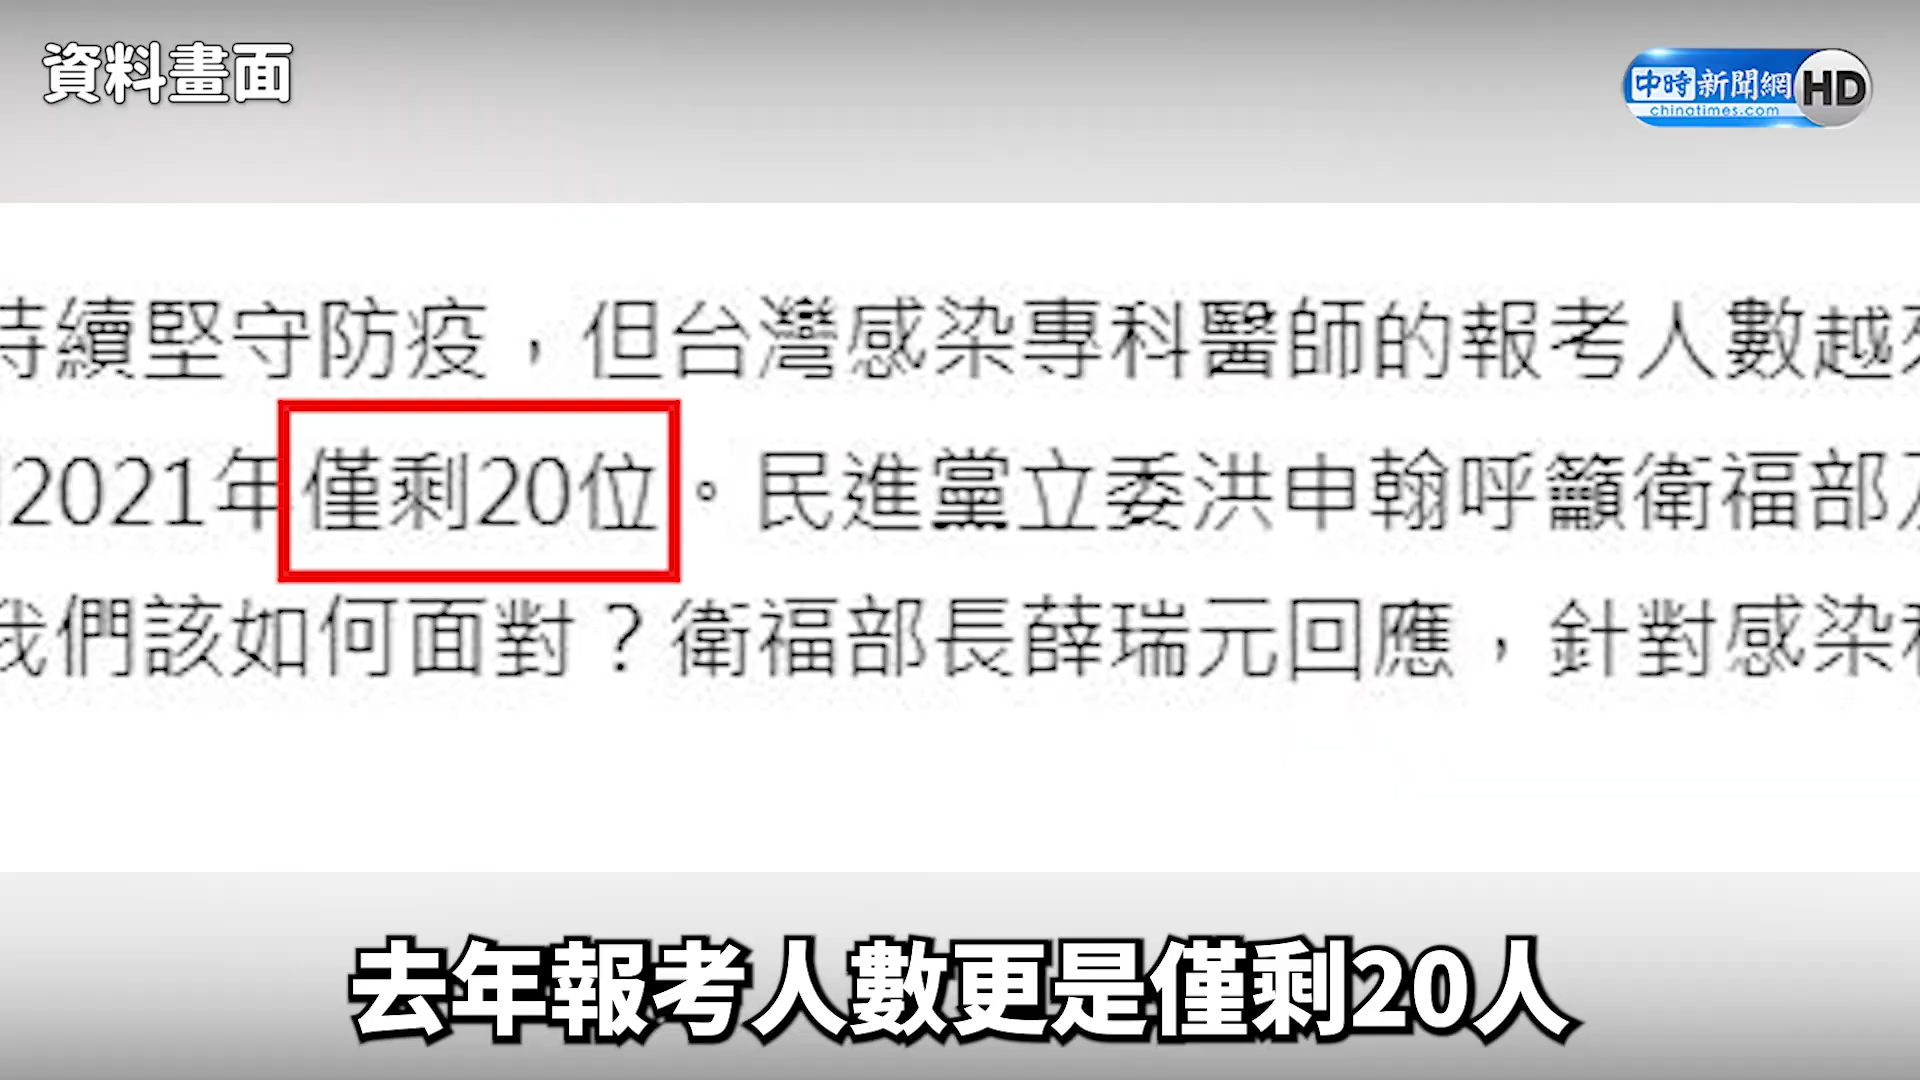 資料畫面
中時新聞網HD
chinatimes.com
持續堅守防疫，但台灣感染專科醫師的報考人數越
2021年僅剩20位。民進黨立委洪申翰呼籲衛福部
我們該如何面對？衛福部長薛瑞元回應，針對感染
去年報考人數更是僅剩20人